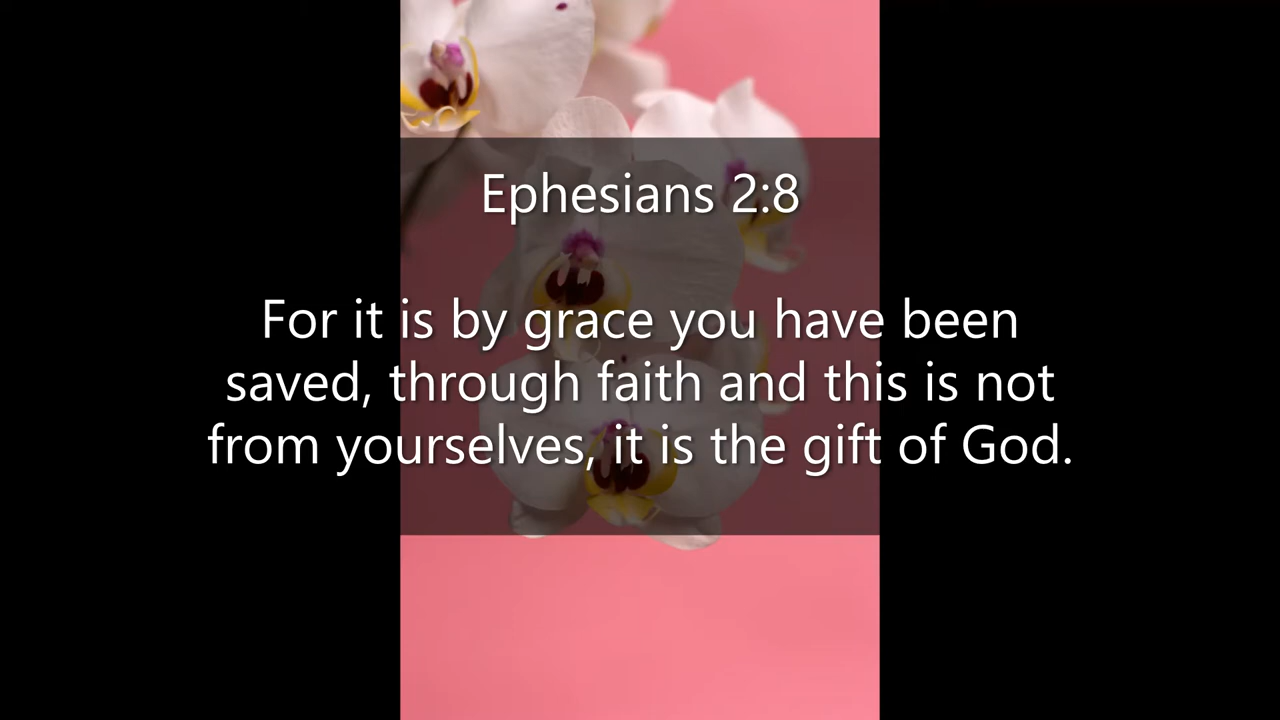 Ephesians 2:8
For it is by grace you have been
saved, through faith and this is not
from yourselves, it is the gift of God.